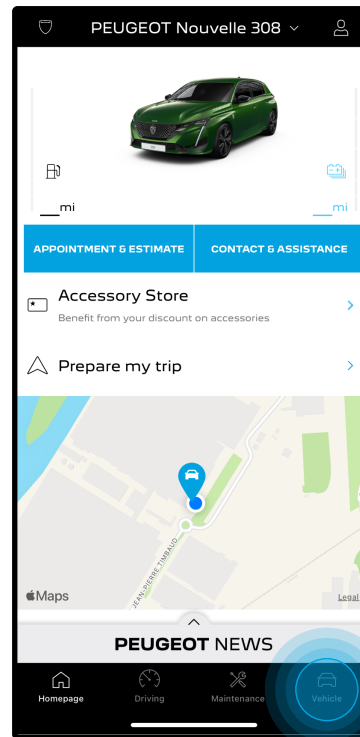 PEUGEOT Nouvelle 308
__mi
__mi
APPOINTMENT & ESTIMATE
CONTACT & ASSISTANCE
Accessory Store
Benefit from your discount on accessories
Prepare my trip
JEAN-PIERRE TIMBAUD
Maps
Legal
PEUGEOT NEWS
Homepage
Driving
Maintenance
Vehicle